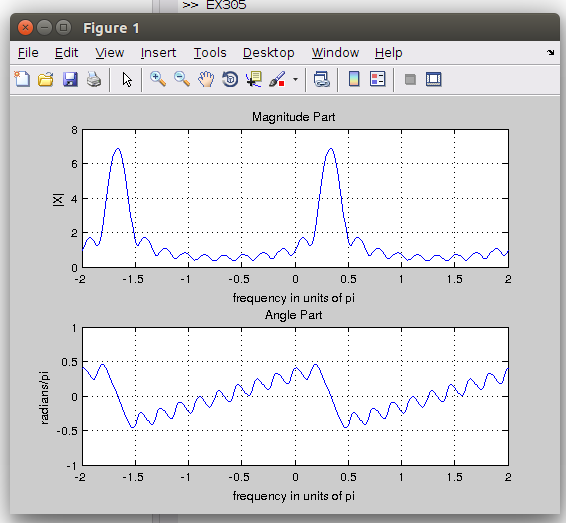 >> EX305
Figure 1
File Edit View Insert Tools Desktop Window Help
Magnitude Part
8
6
4
2
0
|X|
-2 -1.5 -1 -0.5 0 0.5 1 1.5 2
frequency in units of pi
Angle Part
1
0.5
0
-0.5
-1
radians/pi
-2 -1.5 -1 -0.5 0 0.5 1 1.5 2
frequency in units of pi